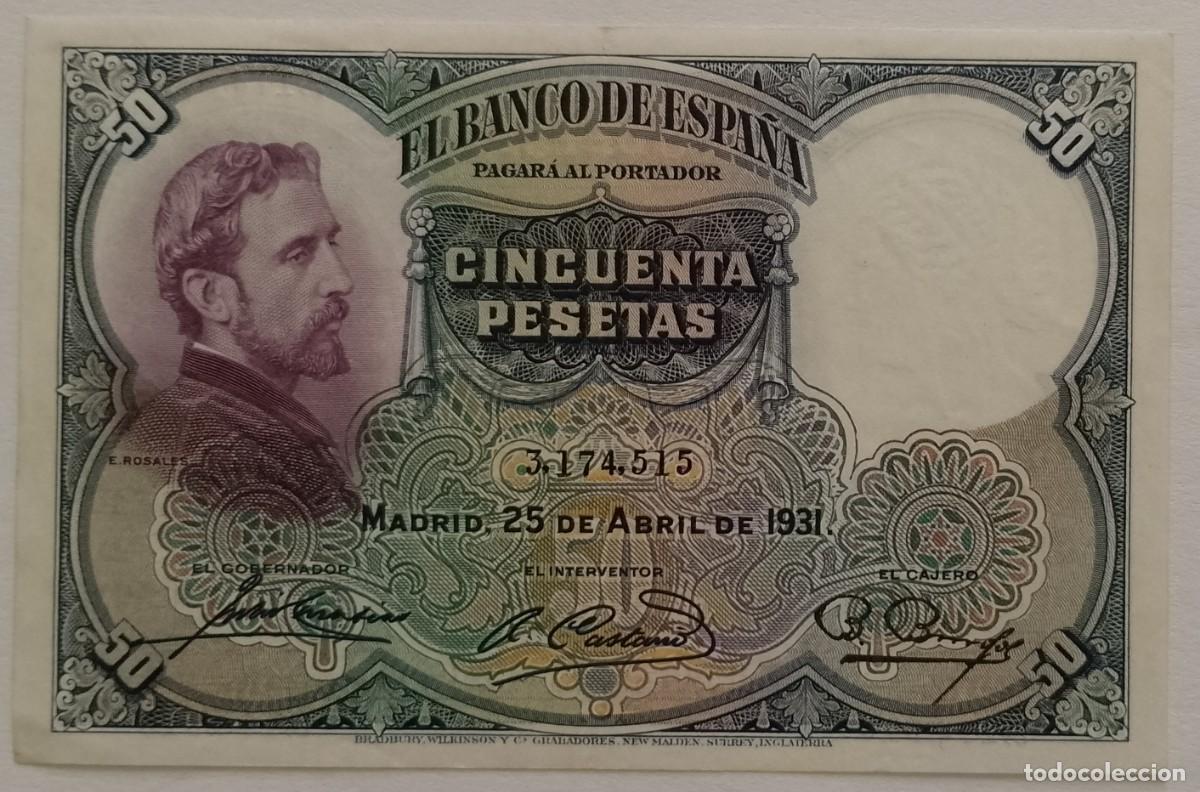 50
50
EL BANCO DE ESPAÑA
PAGARÁ AL PORTADOR
CINCUENTA
PESETAS
E. ROSALES
3,174,515
MADRID, 25 DE ABRIL DE 1931.
EL GOBERNADOR
EL INTERVENTOR
EL CAJERO
50
50
BRADBURY, WILKINSON Y Cª GRABADORES, NEW MALDEN, SURREY, INGLATERRA
todocoleccion